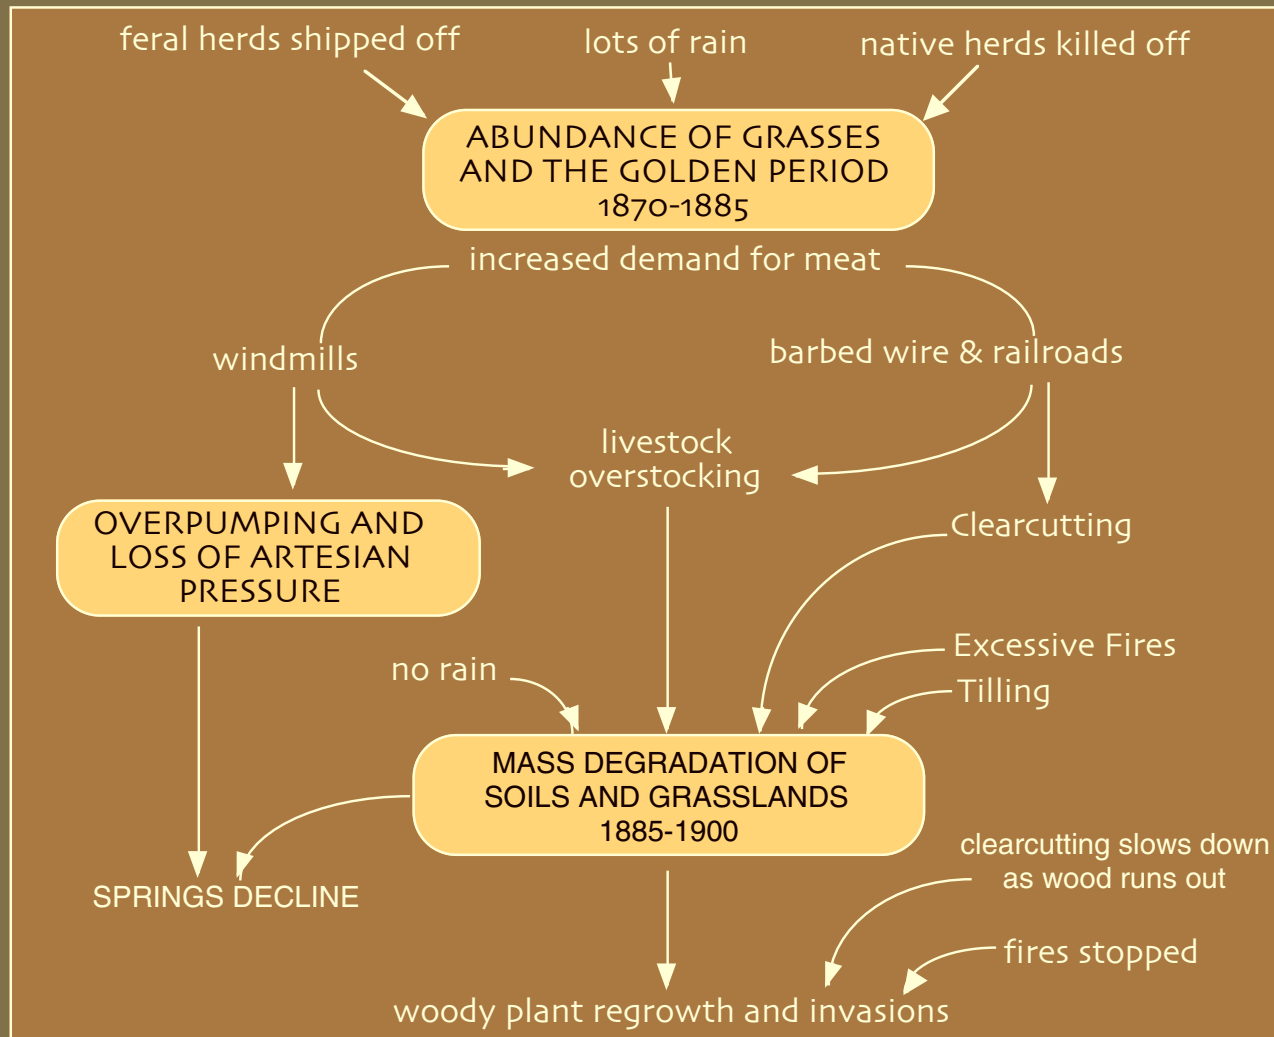 feral herds shipped off
lots of rain
native herds killed off
ABUNDANCE OF GRASSES
AND THE GOLDEN PERIOD
1870-1885
increased demand for meat
windmills
barbed wire & railroads
livestock
overstocking
OVERPUMPING AND
LOSS OF ARTESIAN
PRESSURE
Clearcutting
Excessive Fires
no rain
Tilling
MASS DEGRADATION OF
SOILS AND GRASSLANDS
1885-1900
clearcutting slows down
as wood runs out
SPRINGS DECLINE
fires stopped
woody plant regrowth and invasions